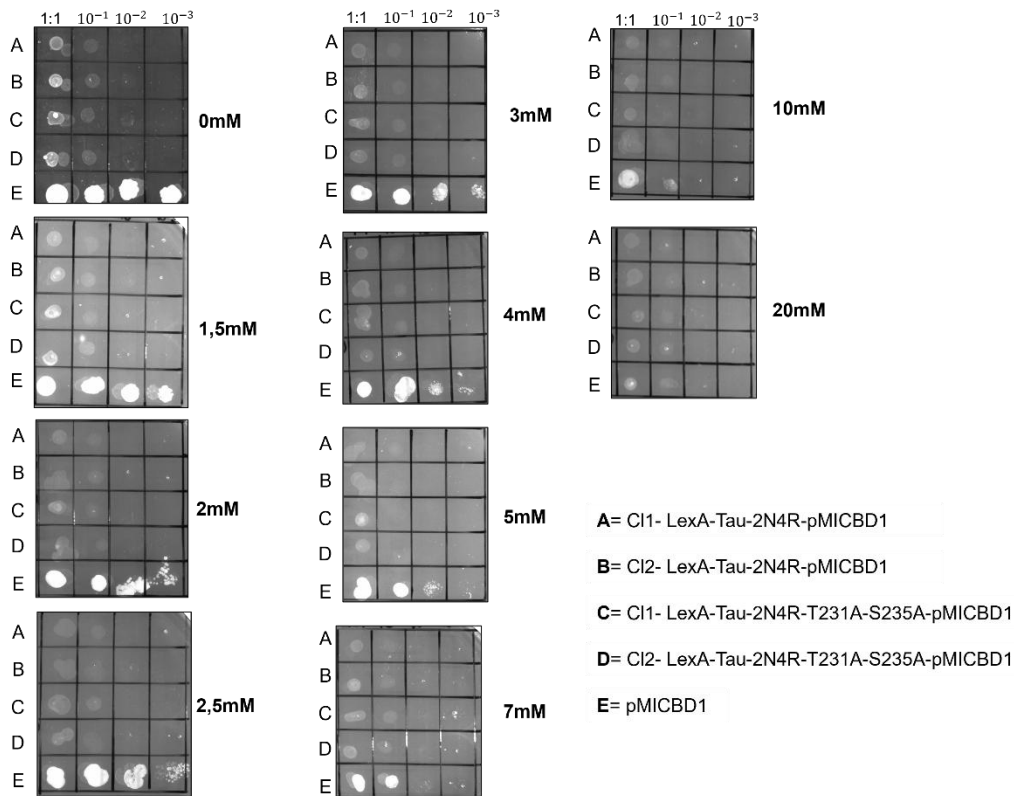 1:1 10⁻¹ 10⁻² 10⁻³
A
B
C
D
E
0mM
A
B
C
D
E
1,5mM
A
B
C
D
E
2mM
A
B
C
D
E
2,5mM
1:1 10⁻¹ 10⁻² 10⁻³
A
B
C
D
E
3mM
A
B
C
D
E
4mM
A
B
C
D
E
5mM
A
B
C
D
E
7mM
1:1 10⁻¹ 10⁻² 10⁻³
A
B
C
D
E
10mM
A
B
C
D
E
20mM
A= Cl1- LexA-Tau-2N4R-pMICBD1
B= Cl2- LexA-Tau-2N4R-pMICBD1
C= Cl1- LexA-Tau-2N4R-T231A-S235A-pMICBD1
D= Cl2- LexA-Tau-2N4R-T231A-S235A-pMICBD1
E= pMICBD1